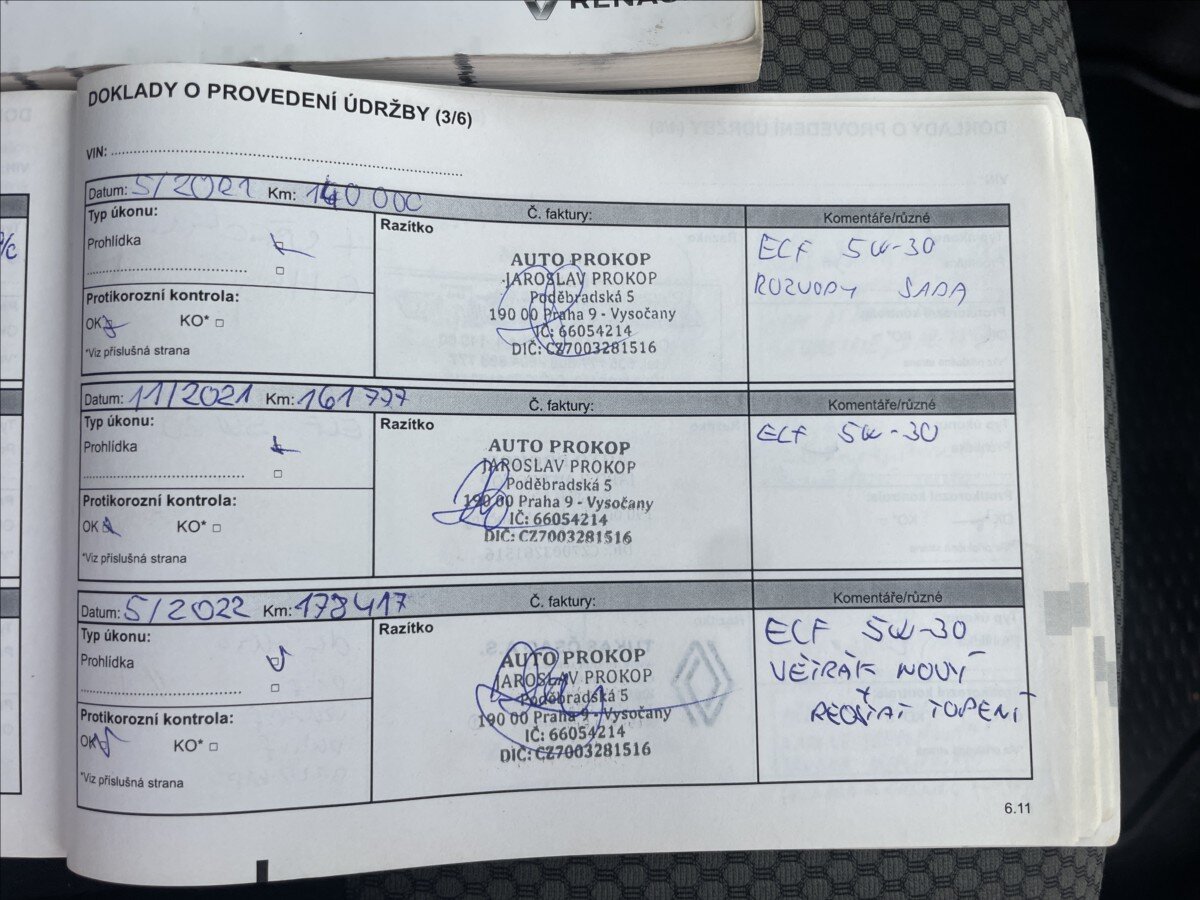 RENAU
DOKLADY O PROVEDENÍ ÚDRŽBY (3/6)
VIN:
Datum: 5/2021 Km: 140 000
Č. faktury:
Komentáře/různé
Typ úkonu:
Prohlídka
Protikorozní kontrola:
OK KO*
*Viz příslušná strana
Razítko
AUTO PROKOP
JAROSLAV PROKOP
Poděbradská 5
190 00 Praha 9 - Vysočany
IČ: 66054214
DIČ: CZ7003281516
ELF 5W-30
ROZVODY SADA
Datum: 11/2021 Km: 161777
Č. faktury:
Komentáře/různé
Typ úkonu:
Prohlídka
Protikorozní kontrola:
OK KO*
*Viz příslušná strana
Razítko
AUTO PROKOP
JAROSLAV PROKOP
Poděbradská 5
190 00 Praha 9 - Vysočany
IČ: 66054214
DIČ: CZ7003281516
ELF 5W-30
Datum: 5/2022 Km: 178417
Č. faktury:
Komentáře/různé
Typ úkonu:
Prohlídka
Protikorozní kontrola:
OK KO*
*Viz příslušná strana
Razítko
AUTO PROKOP
JAROSLAV PROKOP
Poděbradská 5
190 00 Praha 9 - Vysočany
IČ: 66054214
DIČ: CZ7003281516
ELF 5W-30
VĚTRÁK NOVÝ
+ REOSTAT TOPENÍ
6.11